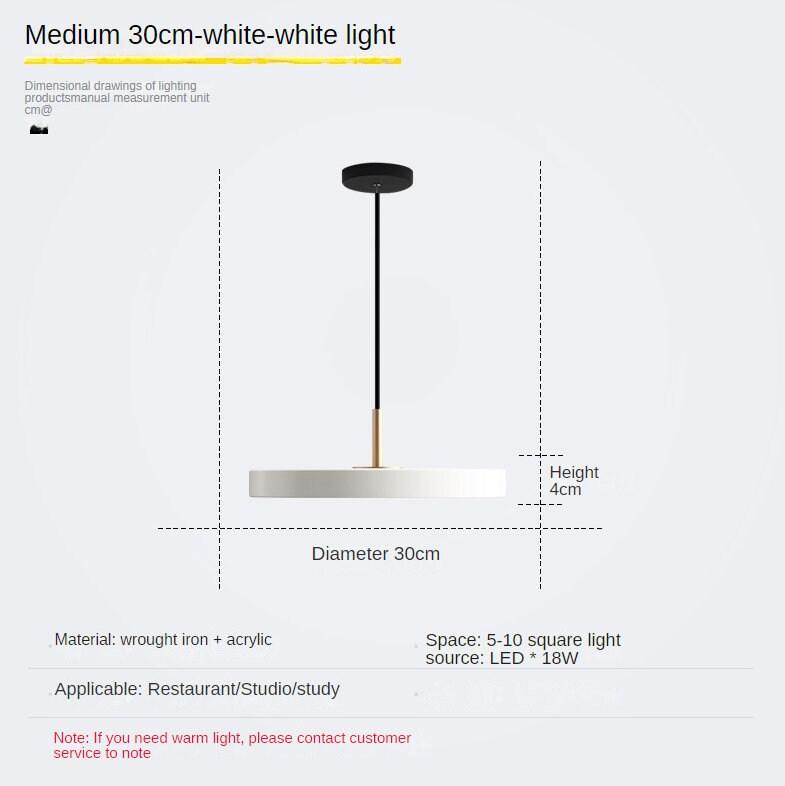 Medium 30cm-white-white light
Dimensional drawings of lighting
productsmanual measurement unit
cm@
Height
4cm
Diameter 30cm
Material: wrought iron + acrylic
Space: 5-10 square light
source: LED * 18W
Applicable: Restaurant/Studio/study
Note: If you need warm light, please contact customer
service to note